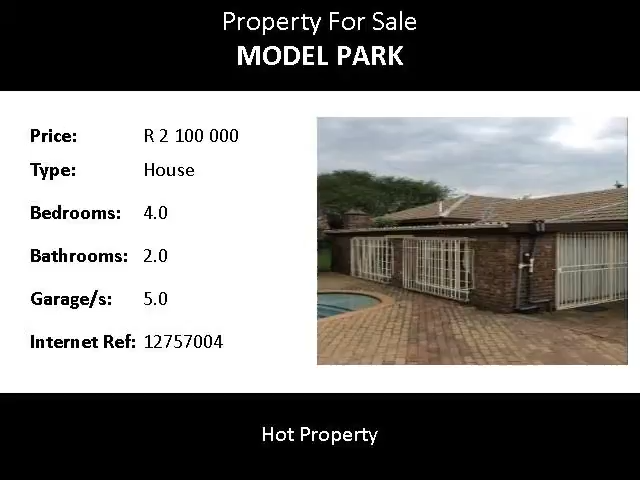 Property For Sale
MODEL PARK
Price: R 2 100 000
Type: House
Bedrooms: 4.0
Bathrooms: 2.0
Garage/s: 5.0
Internet Ref: 12757004
Hot Property